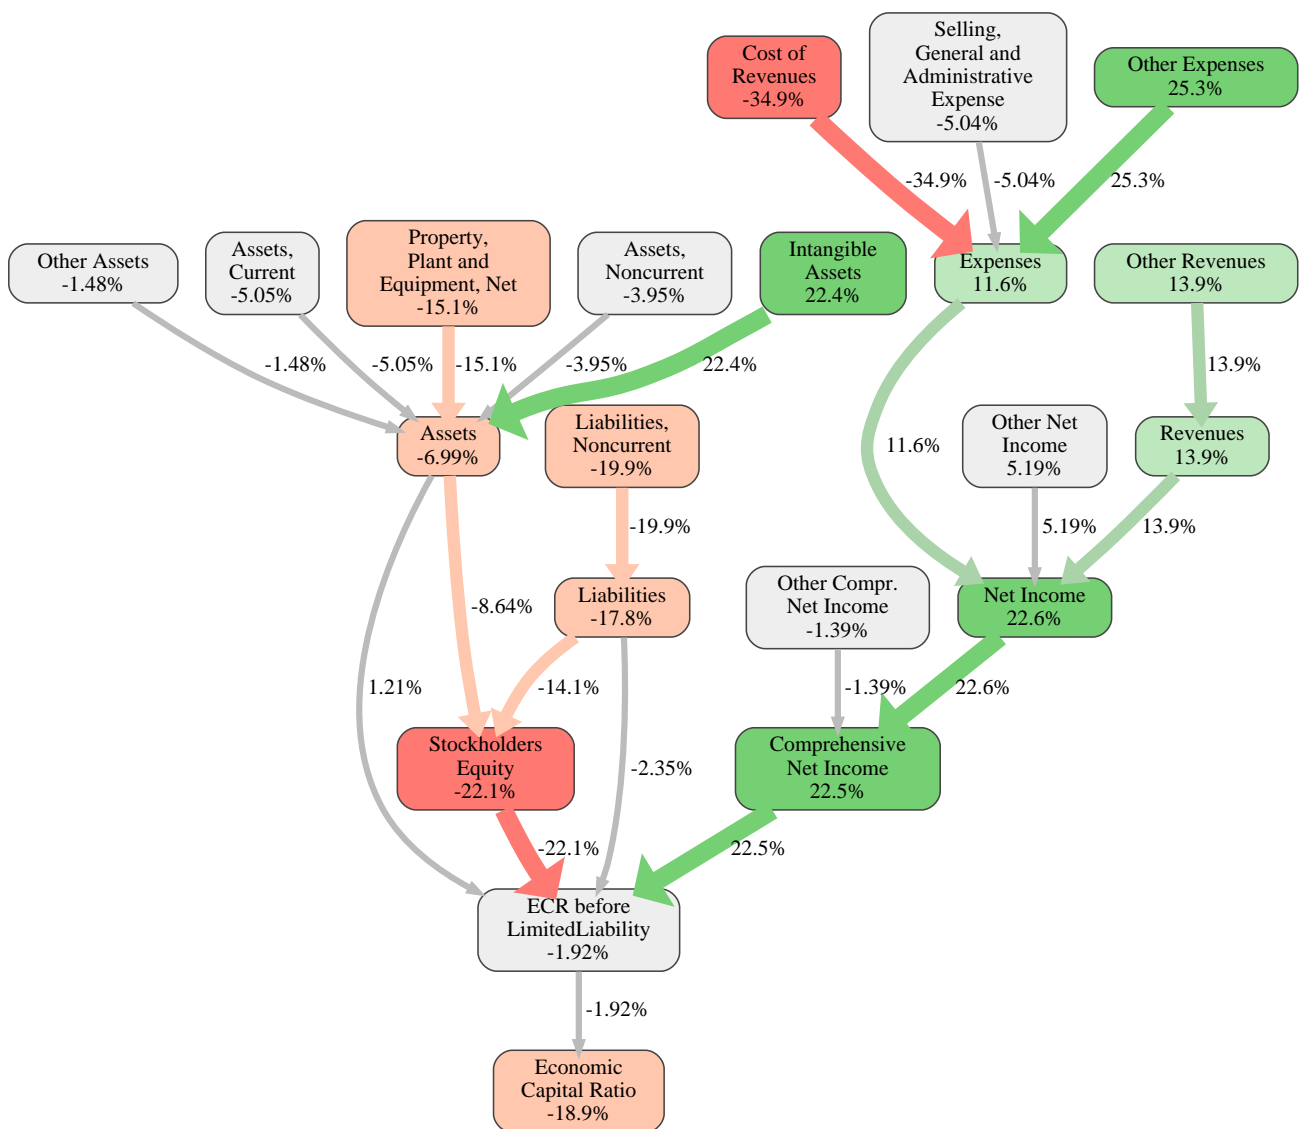 Cost of
Revenues
-34.9%
Selling,
General and
Administrative
Expense
-5.04%
Other Expenses
25.3%
-34.9%
-5.04%
25.3%
Other Assets
-1.48%
Assets,
Current
-5.05%
Property,
Plant and
Equipment, Net
-15.1%
Assets,
Noncurrent
-3.95%
Intangible
Assets
22.4%
Expenses
11.6%
Other Revenues
13.9%
-1.48%
-5.05%
-15.1%
-3.95%
22.4%
13.9%
Assets
-6.99%
Liabilities,
Noncurrent
-19.9%
11.6%
Other Net
Income
5.19%
Revenues
13.9%
-19.9%
5.19%
13.9%
Liabilities
-17.8%
Other Compr.
Net Income
-1.39%
Net Income
22.6%
-8.64%
1.21%
-14.1%
-1.39%
22.6%
Stockholders
Equity
-22.1%
-2.35%
Comprehensive
Net Income
22.5%
-22.1%
22.5%
ECR before
LimitedLiability
-1.92%
-1.92%
Economic
Capital Ratio
-18.9%